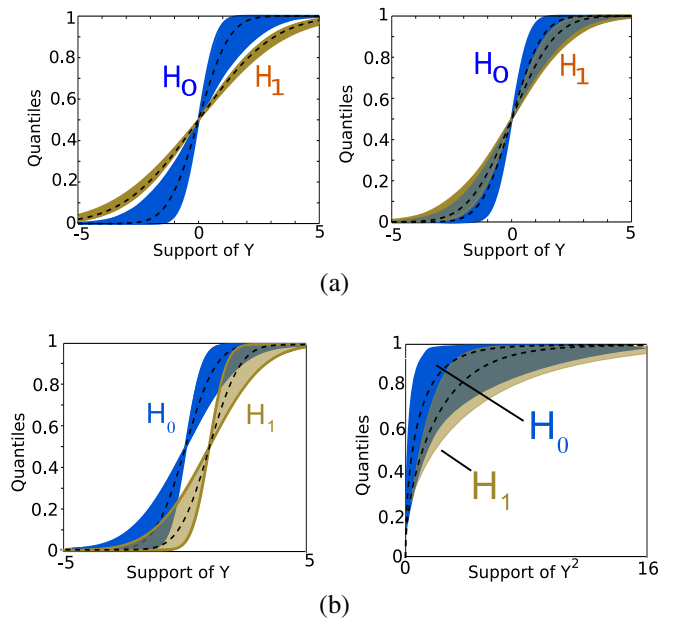 1
0.8
0.6
0.4
0.2
0
Quantiles
H0
H1
-5
0
5
Support of Y
1
0.8
0.6
0.4
0.2
0
Quantiles
H0
H1
-5
0
5
Support of Y
(a)
1
0.8
0.6
0.4
0.2
0
Quantiles
H0
H1
-5
5
Support of Y
1
0.8
0.6
0.4
0.2
0
Quantiles
H0
H1
0
16
Support of Y²
(b)